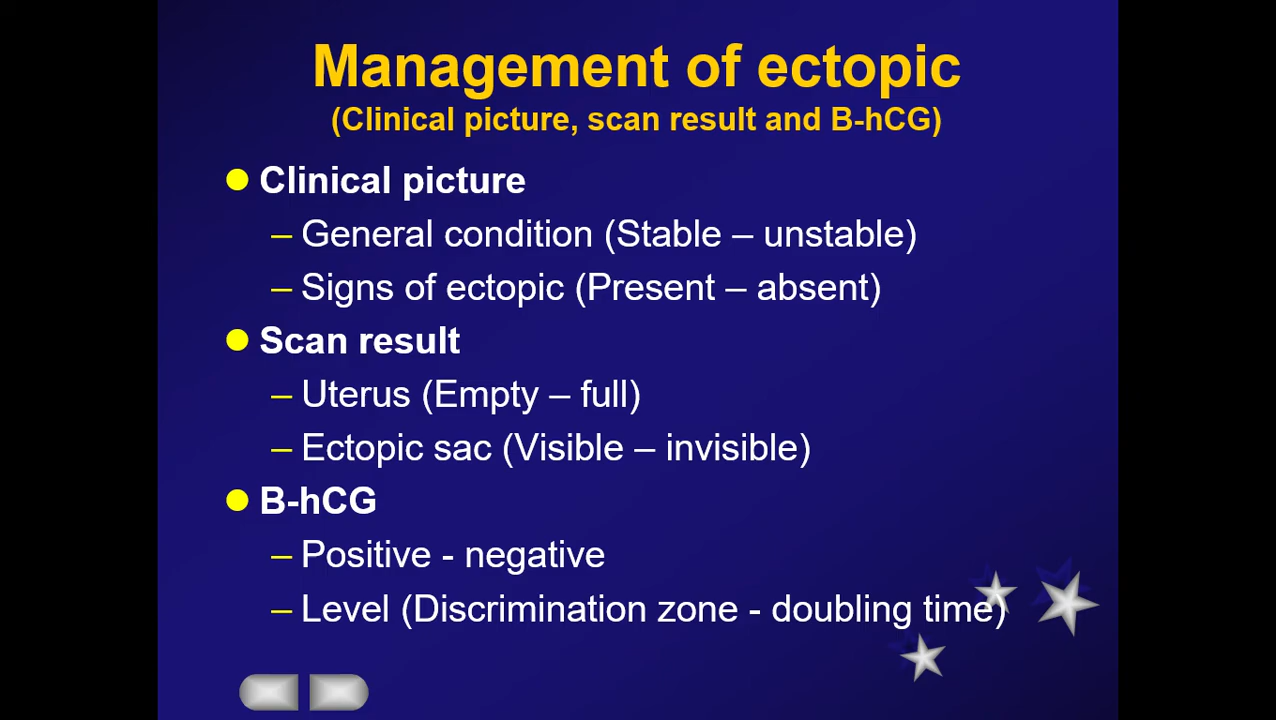 Management of ectopic
(Clinical picture, scan result and B-hCG)
Clinical picture
– General condition (Stable – unstable)
– Signs of ectopic (Present – absent)
Scan result
– Uterus (Empty – full)
– Ectopic sac (Visible – invisible)
B-hCG
– Positive - negative
– Level (Discrimination zone - doubling time)